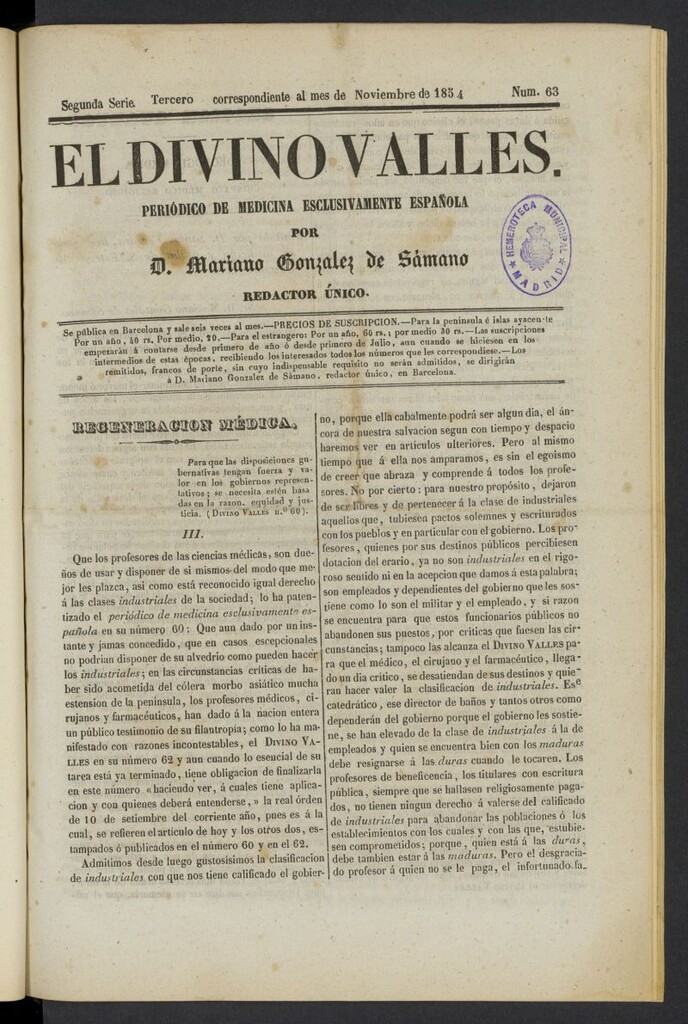 Segunda Serie Tercero correspondiente al mes de Noviembre de 1854 Num. 63
EL DIVINO VALLES.
PERIÓDICO DE MEDICINA ESCLUSIVAMENTE ESPAÑOLA
POR
D. Mariano Gonzalez de Sámano
REDACTOR ÚNICO.
HEMEROTECA MUNICIPAL
MADRID
Se pública en Barcelona y sale seis veces al mes.—PRECIOS DE SUSCRIPCION.—Para la península é islas ayacente
Por un año, 40 rs. Por medio, 20.—Para el estrangero: Por un año, 60 rs.; por medio 30 rs.—Las suscripciones
empezarán á contarse desde primero de año ó desde primero de Julio, aun cuando se hiciesen en los
intermedios de estas épocas, recibiendo los interesados todos los números que les correspondiese.—Los
remitidos, francos de porte, sin cuyo indispensable requisito no serán admitidos, se dirigirán
á D. Mariano Gonzalez de Sámano, redactor único, en Barcelona.
REGENERACION MÉDICA.
Para que las disposiciones gu-
bernativas tengan fuerza y va-
lor en los gobiernos represen-
tativos; se necesita estén basa
das en la razon, equidad y jus-
ticia. (DIVINO VALLES n.º 60).
III.
Que los profesores de las ciencias médicas, son due-
ños de usar y disponer de si mismos del modo que me-
jor les plazca, asi como está reconocido igual derecho
á las clases industriales de la sociedad; lo ha paten-
tizado el periódico de medicina esclusivamente es-
pañola en su número 60: Que aun dado por un ins-
tante y jamas concedido, que en casos escepcionales
no podrian disponer de su alvedrio como pueden hacer
los industriales; en las circunstancias críticas de ha-
ber sido acometida del cólera morbo asiático mucha
estension de la península, los profesores médicos, ci-
rujanos y farmacéuticos, han dado á la nacion entera
un público testimonio de su filantropia; como lo ha ma-
nifestado con razones incontestables, el DIVINO VA-
LLES en su número 62 y aun cuando lo esencial de su
tarea está ya terminado, tiene obligacion de finalizarla
en este número «haciendo ver, á cuales tiene aplica-
cion y con quienes deberá entenderse,» la real órden
de 10 de setiembre del corriente año, pues es á la
cual, se refieren el artículo de hoy y los otros dos, es-
tampados ó publicados en el número 60 y en el 62.
Admitimos desde luego gustosísimos la clasificacion
de industriales con que nos tiene calificado el gobier-
no, porque ella cabalmente podrá ser algun dia, el án-
cora de nuestra salvacion segun con tiempo y despacio
haremos ver en artículos ulteriores. Pero al mismo
tiempo que á ella nos amparamos, es sin el egoismo
de creer que abraza y comprende á todos los profe-
sores. No por cierto: para nuestro propósito, dejaron
de ser libres y de pertenecer á la clase de industriales
aquellos que, tubiesen pactos solemnes y escriturados
con los pueblos y en particular con el gobierno. Los pro-
fesores, quienes por sus destinos públicos percibiesen
dotacion del erario, ya no son industriales en el rigo-
roso sentido ni en la acepcion que damos á esta palabra;
son empleados y dependientes del gobierno que les sos-
tiene como lo son el militar y el empleado, y si razon
se encuentra para que estos funcionarios públicos no
abandonen sus puestos, por críticas que fuesen las cir-
cunstancias; tampoco las alcanza el DIVINO VALLES pa-
ra que el médico, el cirujano y el farmacéutico, llega-
do un dia crítico, se desatiendan de sus destinos y quie-
ran hacer valer la clasificacion de industriales. Ese
catedrático, ese director de baños y tantos otros como
dependerán del gobierno porque el gobierno les sostie-
ne, se han elevado de la clase de industriales á la de
empleados y quien se encuentra bien con las maduras
debe resignarse á las duras cuando le tocaren. Los
profesores de beneficencia, los titulares con escritura
pública, siempre que se hallasen religiosamente paga-
dos, no tienen ningun derecho á valerse del calificado
de industriales para abandonar las poblaciones ó los
establecimientos con los cuales y con las que, estubie-
sen comprometidos; porque, quien está á las duras,
debe tambien estar á las maduras. Pero el desgracia-
do profesor á quien no se le paga, el infortunado fa-